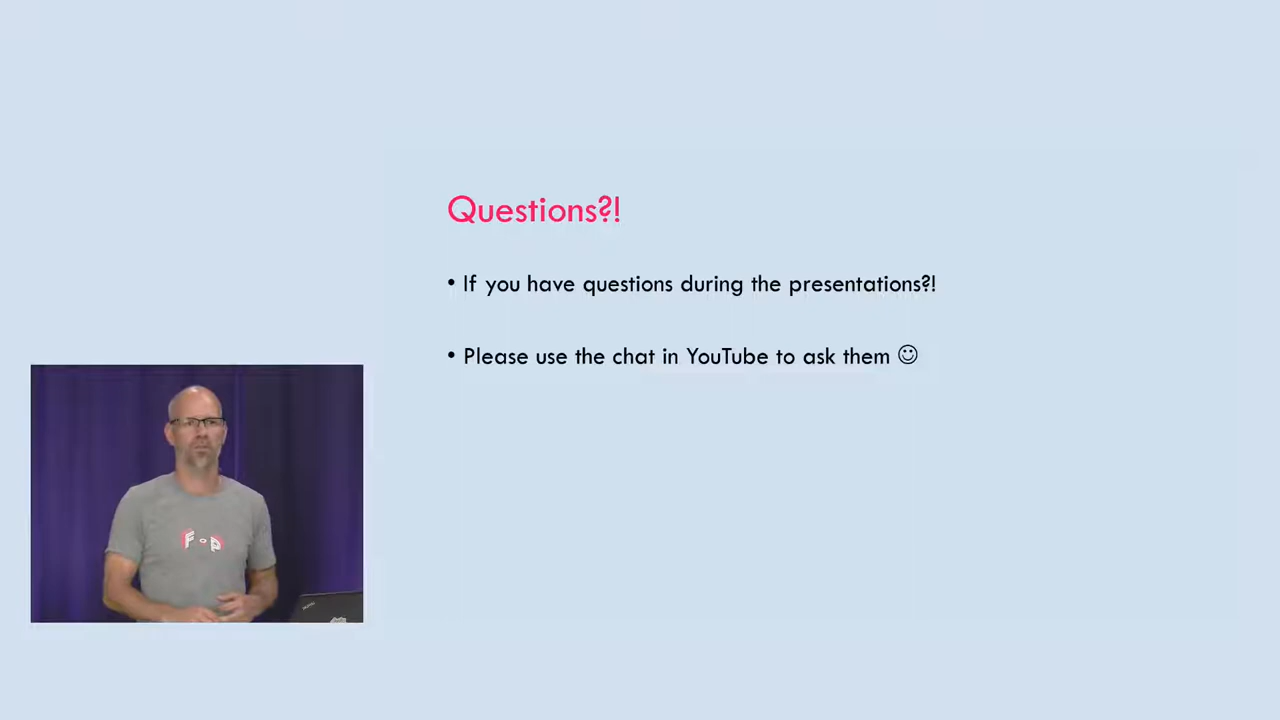 Questions?!
• If you have questions during the presentations?!
• Please use the chat in YouTube to ask them ☺
F-P